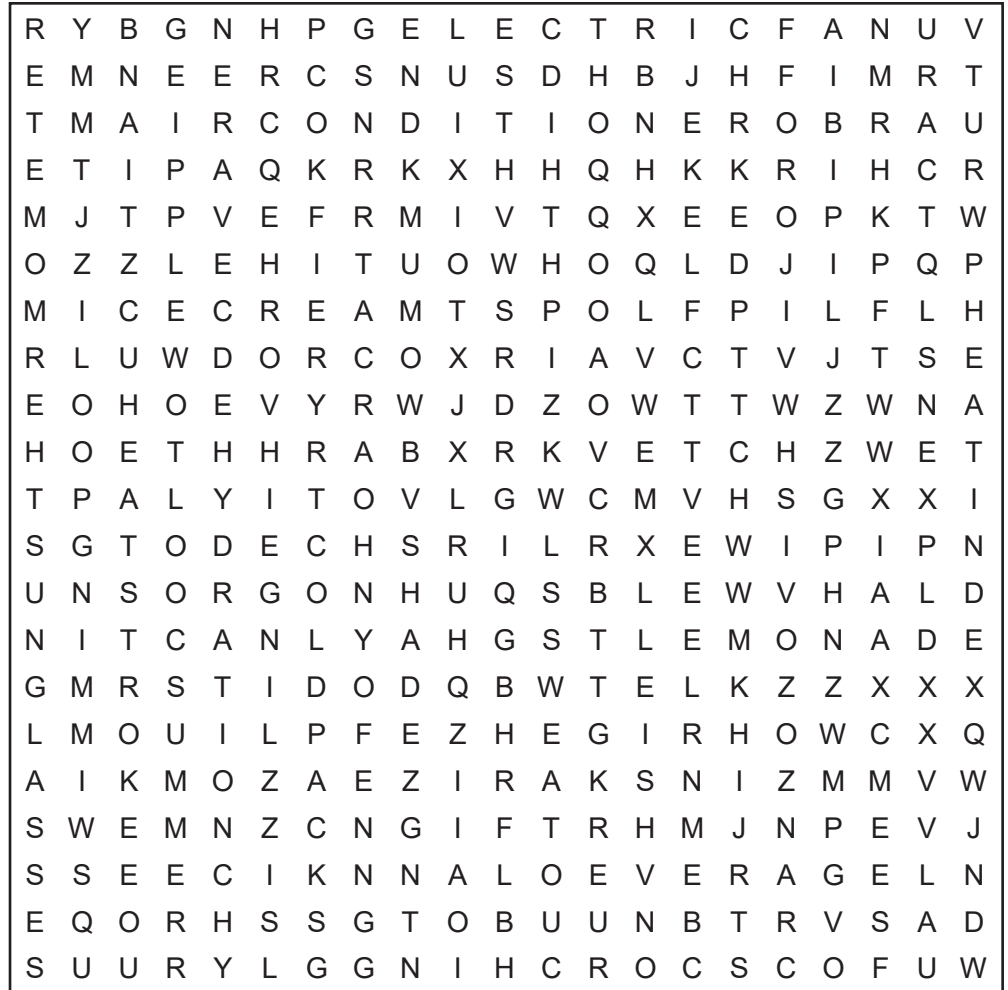 R Y B G N H P G E L E C T R I C F A N U V
E M N E E R C S N U S D H B J H F I M R T
T M A I R C O N D I T I O N E R O B R A U
E T I P A Q K R K X H H Q H K K R I H C R
M J T P V E F R M I V T Q X E E O P K T W
O Z Z L E H I T U O W H O Q L D J I P Q P
M I C E C R E A M T S P O L F P I L F L H
R L U W D O R C O X R I A V C T V J T S E
E O H O E V Y R W J D Z O W T T W Z W N A
H O E T H H R A B X R K V E T C H Z W E T
T P A L Y I T O V L G W C M V H S G X X I
S G T O D E C H S R I L R X E W I P I P N
U N S O R G O N H U Q S B L E W V H A L D
N I T C A N L Y A H G S T L E M O N A D E
G M R S T I D O D Q B W T E L K Z Z X X X
L M O U I L P F E Z H E G I R H O W C X Q
A I K M O Z A E Z I R A K S N I Z M M V W
S W E M N Z C N G I F T R H M J N P E V J
S S E E C I K N N A L O E V E R A G E L N
E Q O R H S S G T O B U U N B T R V S A D
S U U R Y L G G N I H C R O C S C O F U W